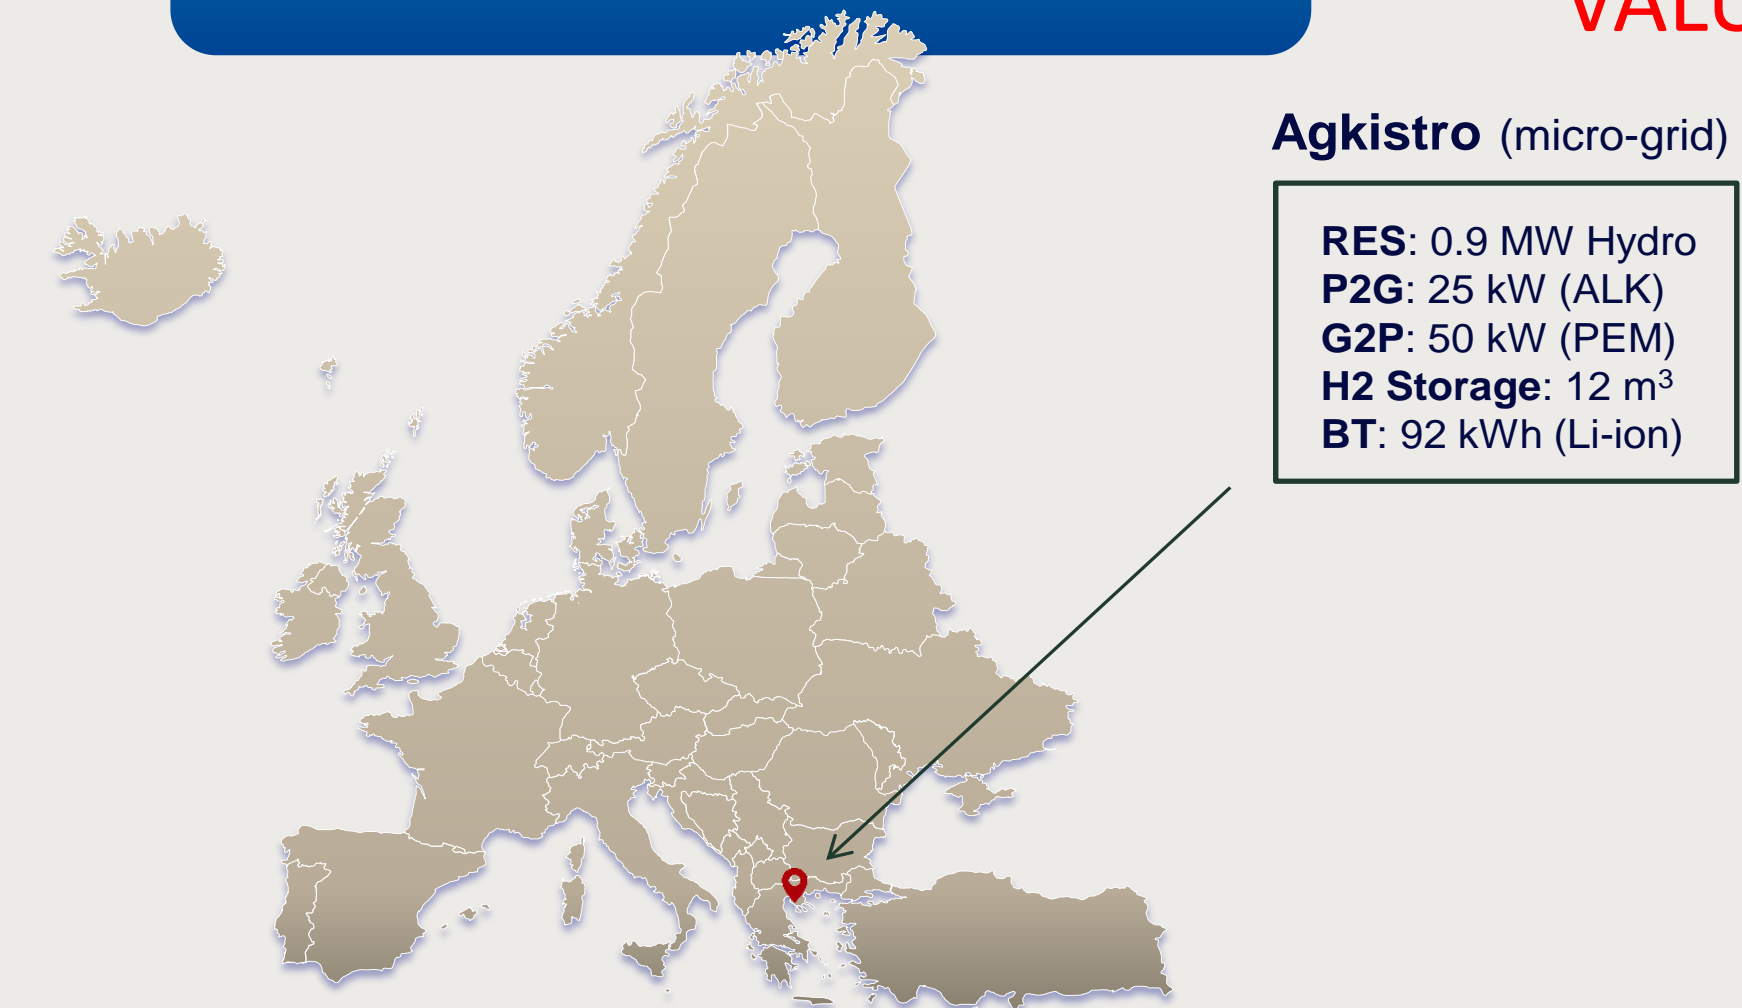 Agkistro (micro-grid)
RES: 0.9 MW Hydro
P2G: 25 kW (ALK)
G2P: 50 kW (PEM)
H2 Storage: 12 m³
BT: 92 kWh (Li-ion)